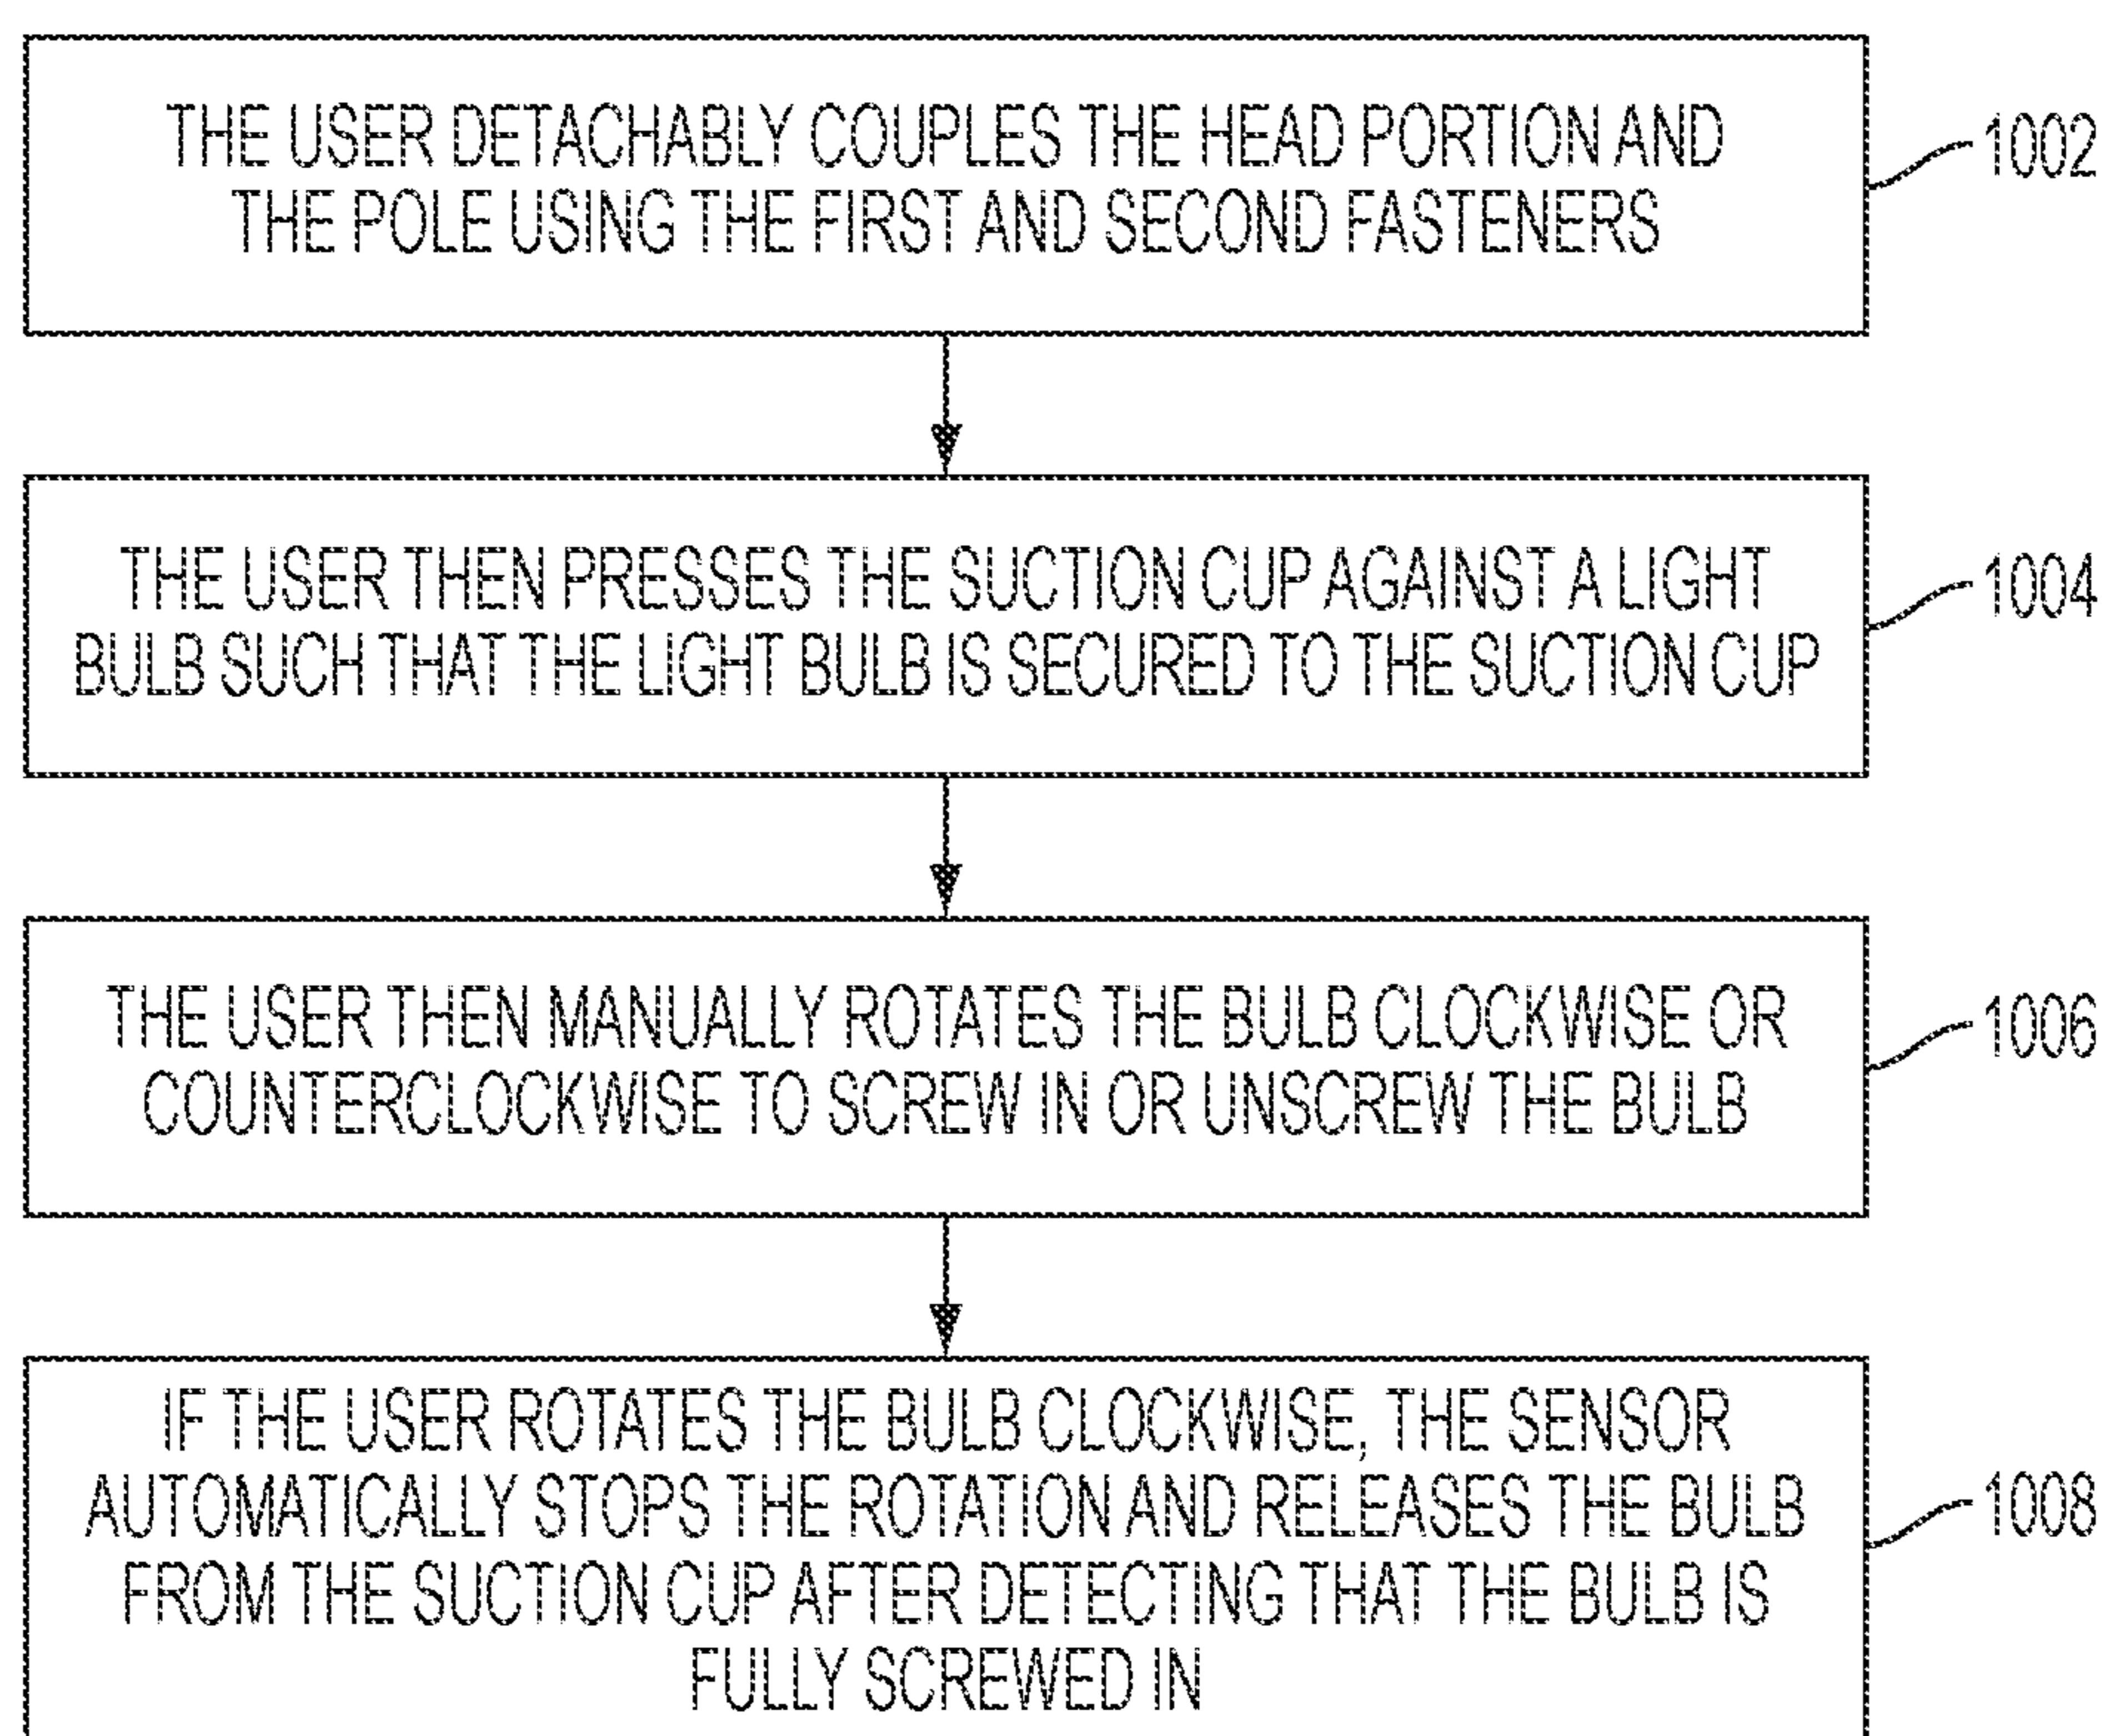 THE USER DETACHABLY COUPLES THE HEAD PORTION AND
THE POLE USING THE FIRST AND SECOND FASTENERS
1002
THE USER THEN PRESSES THE SUCTION CUP AGAINST A LIGHT
BULB SUCH THAT THE LIGHT BULB IS SECURED TO THE SUCTION CUP
1004
THE USER THEN MANUALLY ROTATES THE BULB CLOCKWISE OR
COUNTERCLOCKWISE TO SCREW IN OR UNSCREW THE BULB
1006
IF THE USER ROTATES THE BULB CLOCKWISE, THE SENSOR
AUTOMATICALLY STOPS THE ROTATION AND RELEASES THE BULB
FROM THE SUCTION CUP AFTER DETECTING THAT THE BULB IS
FULLY SCREWED IN
1008